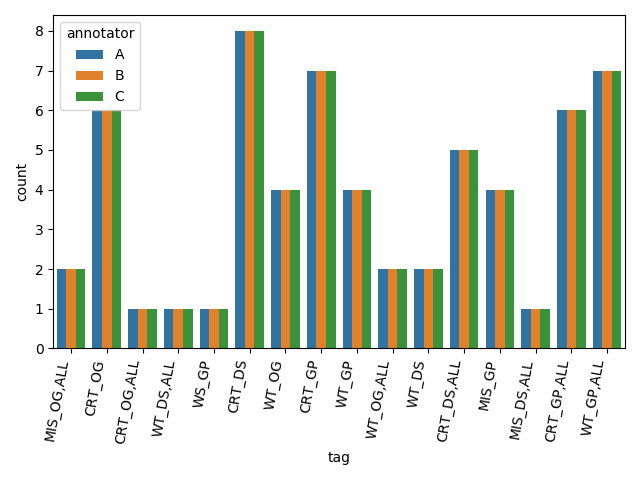 annotator
A
B
C
count
8
7
6
5
4
3
2
1
0
MIS_OG,ALL
CRT_OG
CRT_OG,ALL
WT_DS,ALL
WS_GP
CRT_DS
WT_OG
CRT_GP
WT_GP
WT_OG,ALL
WT_DS
CRT_DS,ALL
MIS_GP
MIS_DS,ALL
CRT_GP,ALL
WT_GP,ALL
tag